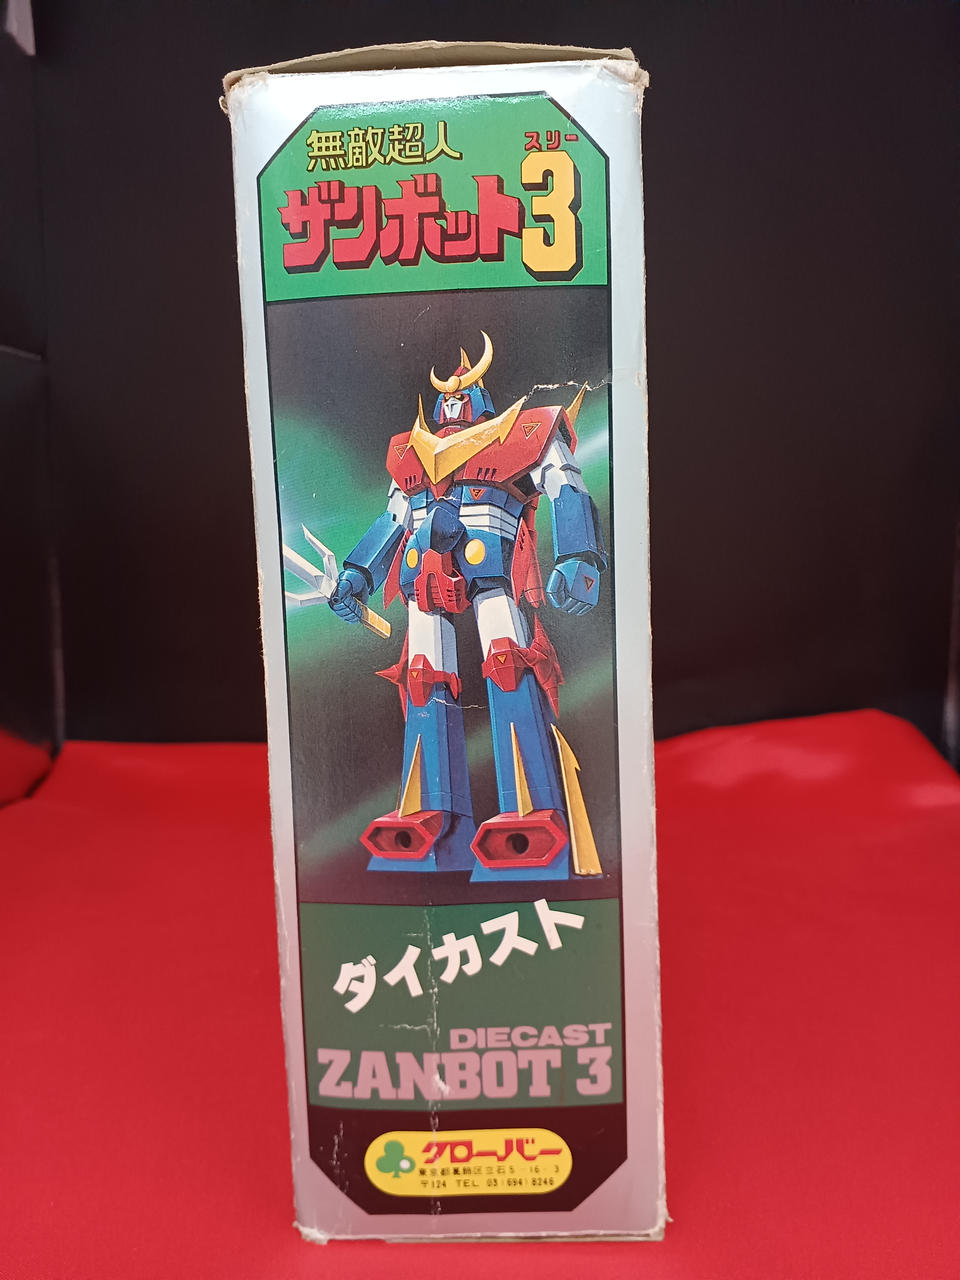 無敵超人
スリー
ザンボット3
ダイカスト
DIECAST
ZANBOT 3
クローバー
東京都葛飾区立石5-16-3
〒124 TEL 03(694)8246